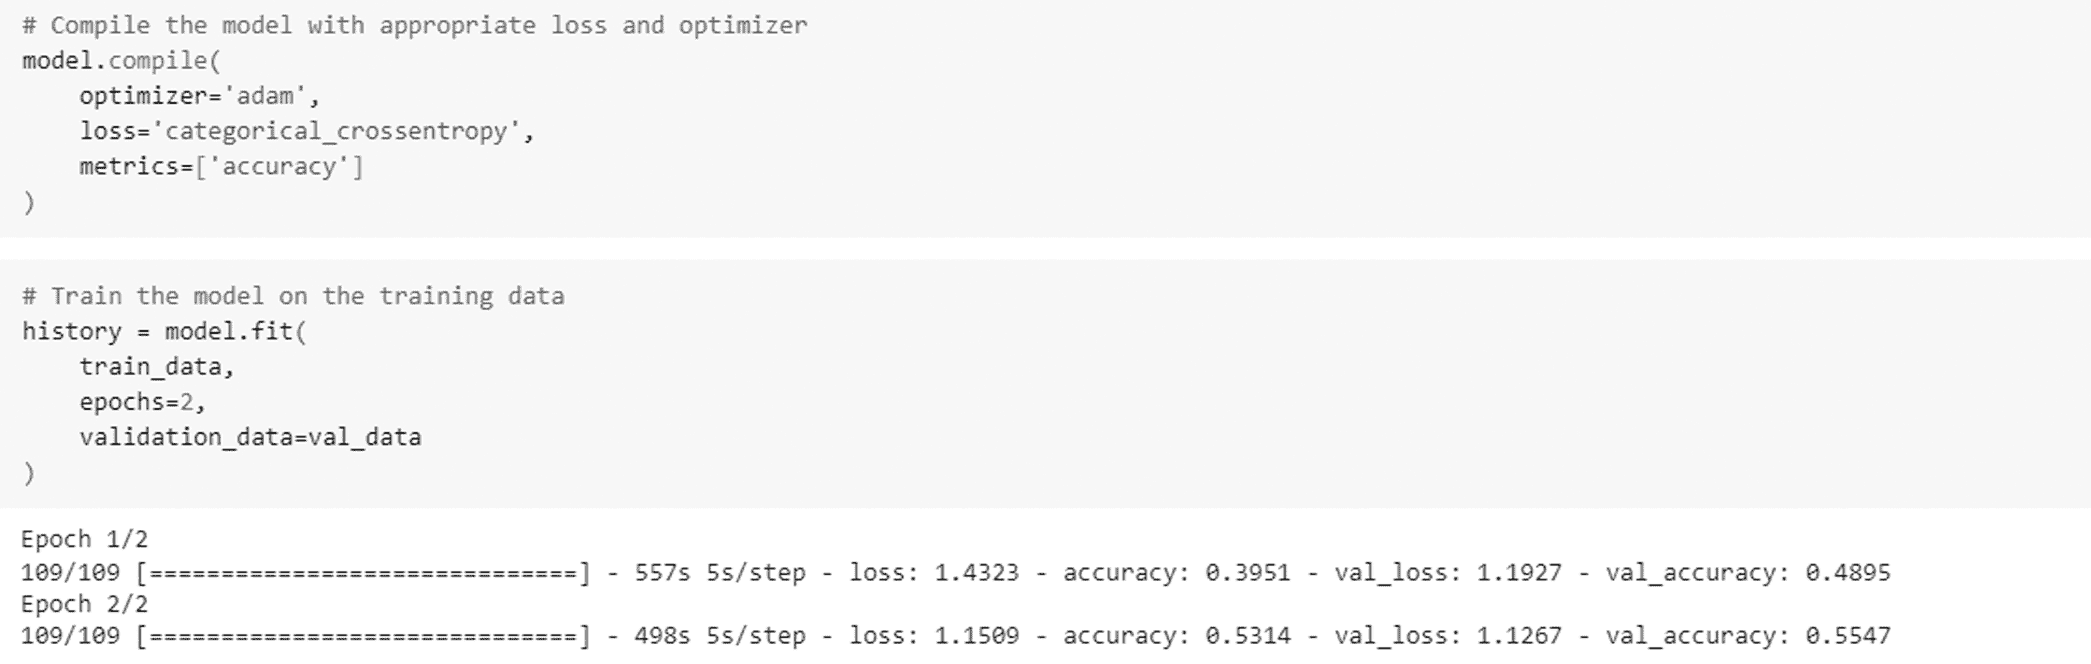 # Compile the model with appropriate loss and optimizer
model.compile(
    optimizer='adam',
    loss='categorical_crossentropy',
    metrics=['accuracy']
)
# Train the model on the training data
history = model.fit(
    train_data,
    epochs=2,
    validation_data=val_data
)
Epoch 1/2
109/109 [==============================] - 557s 5s/step - loss: 1.4323 - accuracy: 0.3951 - val_loss: 1.1927 - val_accuracy: 0.4895
Epoch 2/2
109/109 [==============================] - 498s 5s/step - loss: 1.1509 - accuracy: 0.5314 - val_loss: 1.1267 - val_accuracy: 0.5547